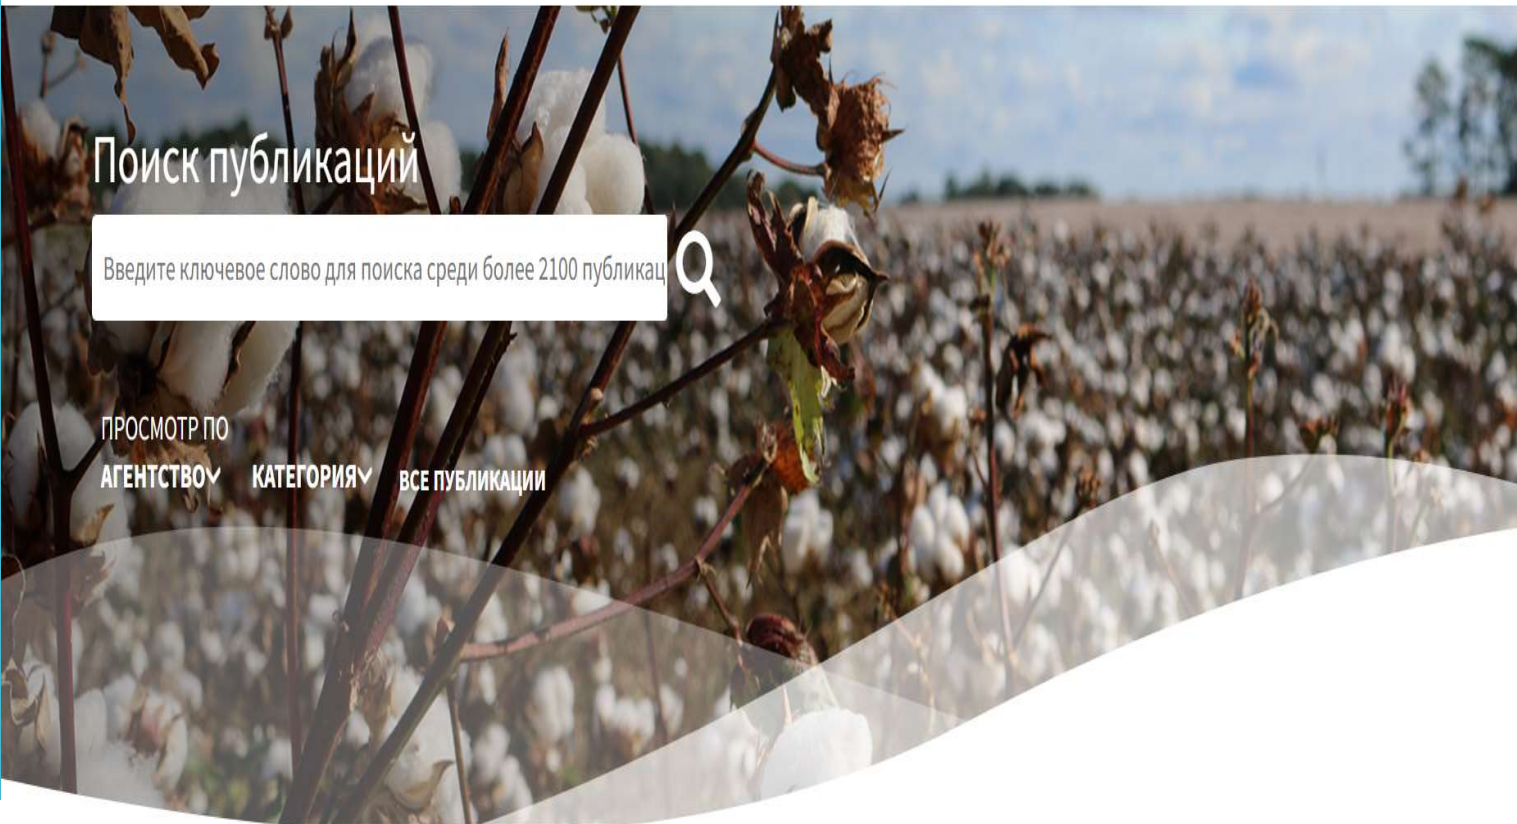 Поиск публикаций
Введите ключевое слово для поиска среди более 2100 публикац
ПРОСМОТР ПО
АГЕНТСТВО КАТЕГОРИЯ ВСЕ ПУБЛИКАЦИИ